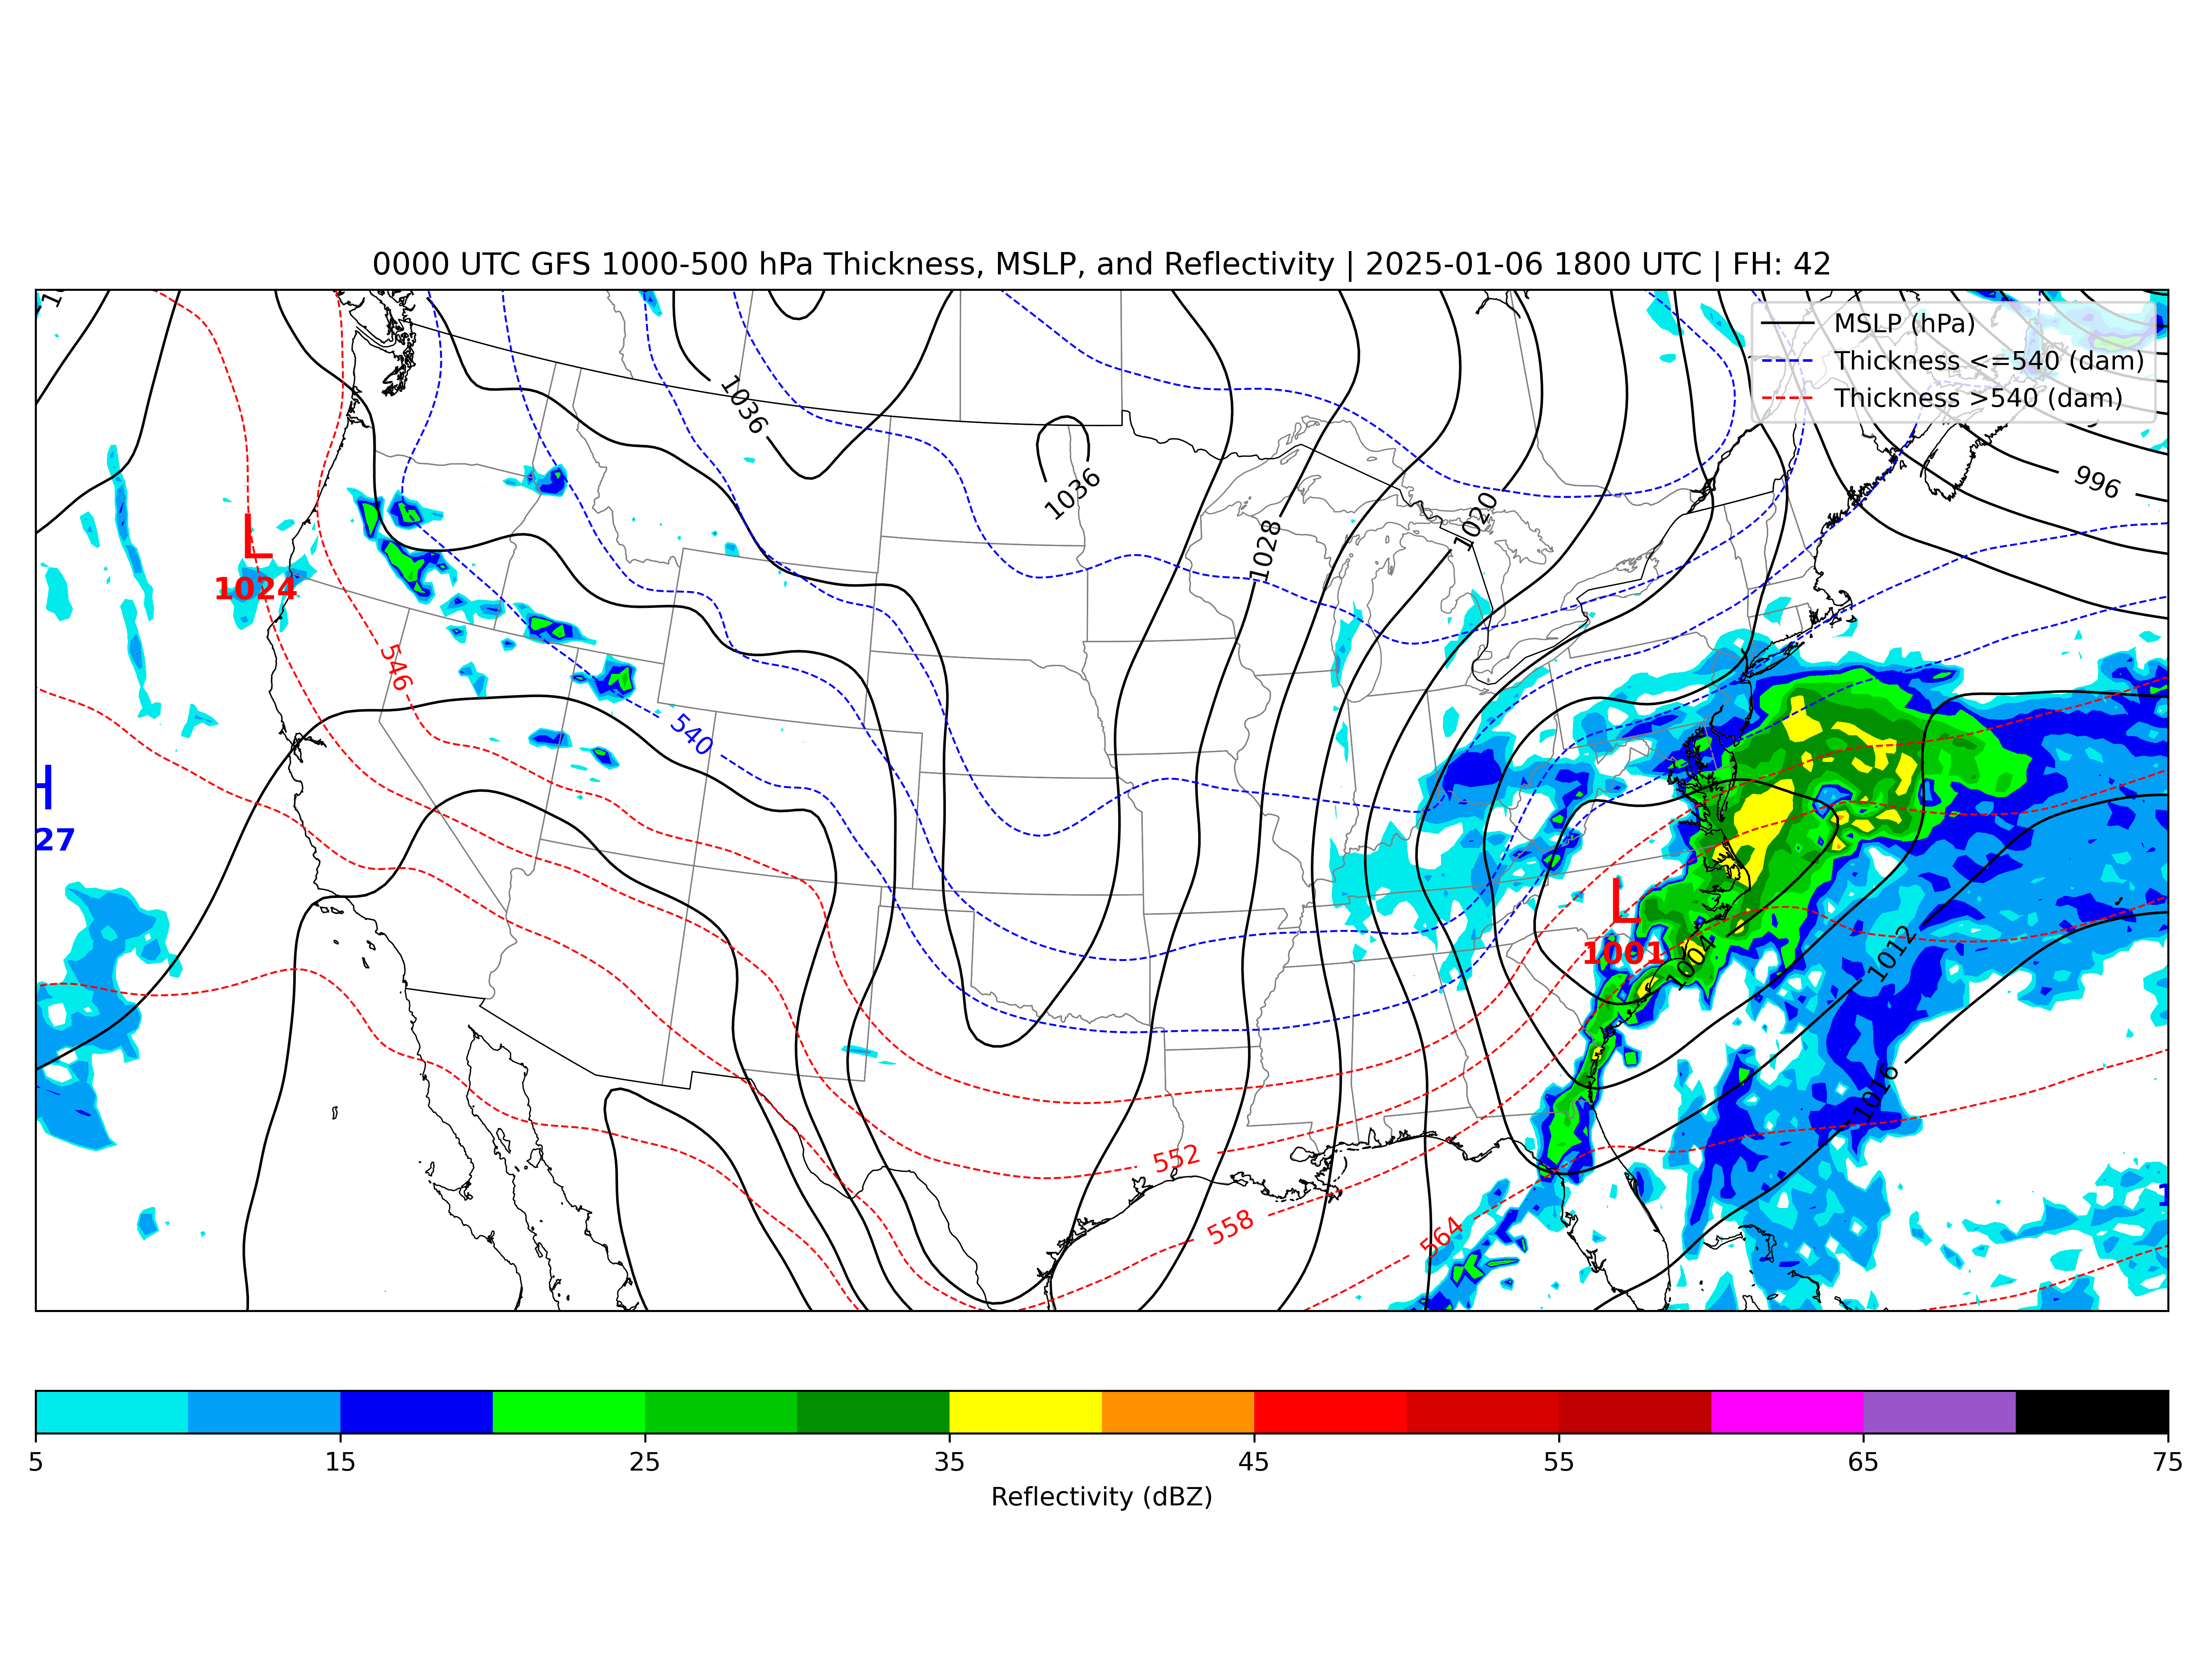 0000 UTC GFS 1000-500 hPa Thickness, MSLP, and Reflectivity | 2025-01-06 1800 UTC | FH: 42
MSLP (hPa)
Thickness <=540 (dam)
Thickness >540 (dam)
1036
1036
996
1028
1020
L
1024
546
540
H
27
L
1001
1004
1012
1016
552
558
564
5 15 25 35 45 55 65 75
Reflectivity (dBZ)